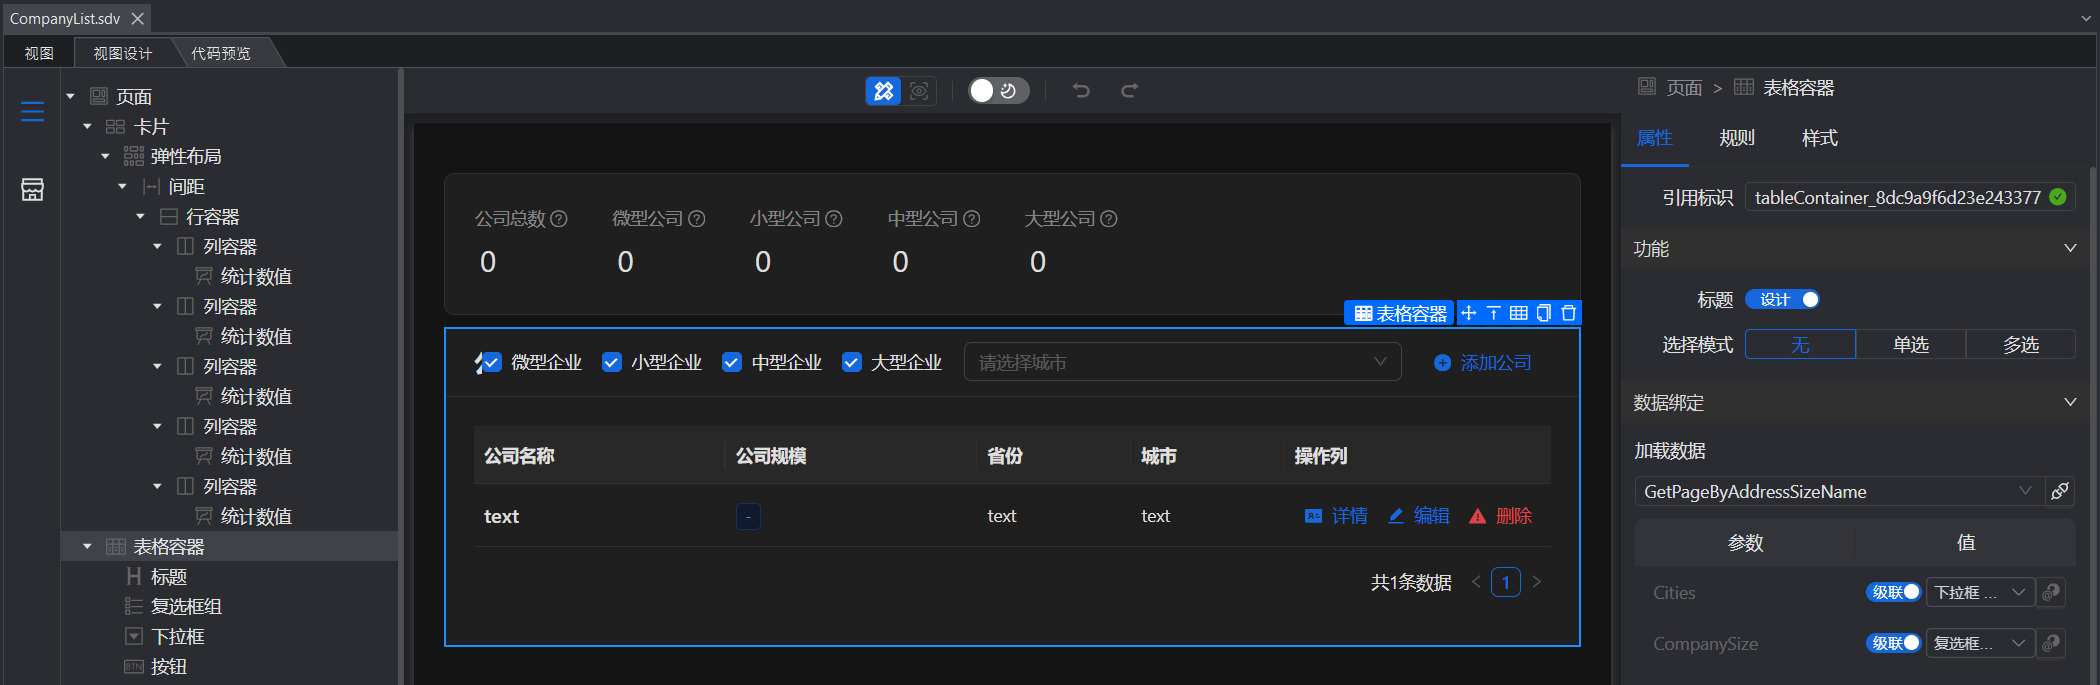 CompanyList.sdv
视图
视图设计
代码预览
页面
卡片
弹性布局
间距
行容器
列容器
统计数值
列容器
统计数值
列容器
统计数值
列容器
统计数值
列容器
统计数值
表格容器
标题
复选框组
下拉框
BTN 按钮
公司总数 微型公司 小型公司 中型公司 大型公司
0 0 0 0 0
表格容器
微型企业 小型企业 中型企业 大型企业 请选择城市 添加公司
公司名称 公司规模 省份 城市 操作列
text - text text 详情 编辑 删除
共1条数据 < 1 >
页面 > 表格容器
属性 规则 样式
引用标识 tableContainer_8dc9a9f6d23e243377
功能
标题 设计
选择模式 无 单选 多选
数据绑定
加载数据
GetPageByAddressSizeName
参数 值
Cities 级联 下拉框 ...
CompanySize 级联 复选框...